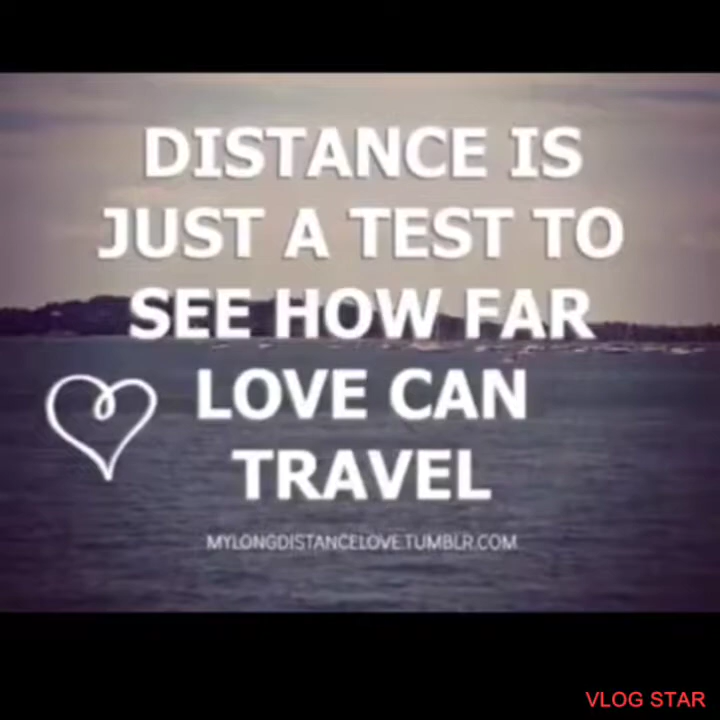 DISTANCE IS
JUST A TEST TO
SEE HOW FAR
LOVE CAN
TRAVEL
MYLONGDISTANCELOVE.TUMBLR.COM
VLOG STAR